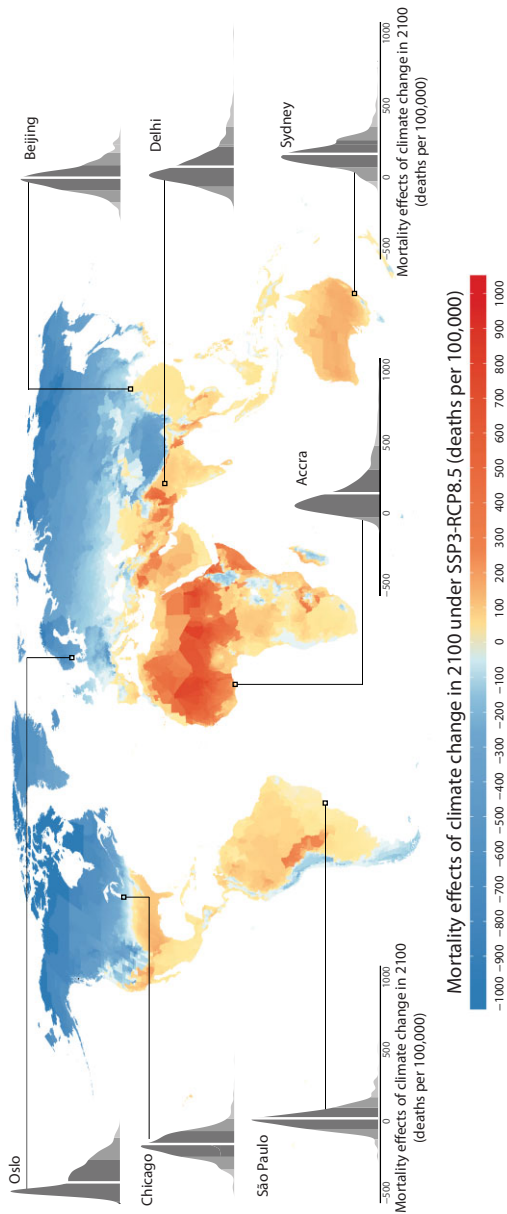 Oslo
Chicago
São Paulo
−500
0
500
1000
Mortality effects of climate change in 2100
(deaths per 100,000)
Accra
−500
0
500
1000
Beijing
Delhi
Sydney
−500
0
500
1000
Mortality effects of climate change in 2100
(deaths per 100,000)
Mortality effects of climate change in 2100 under SSP3-RCP8.5 (deaths per 100,000)
−1000 −900 −800 −700 −600 −500 −400 −300 −200 −100 0 100 200 300 400 500 600 700 800 900 1000